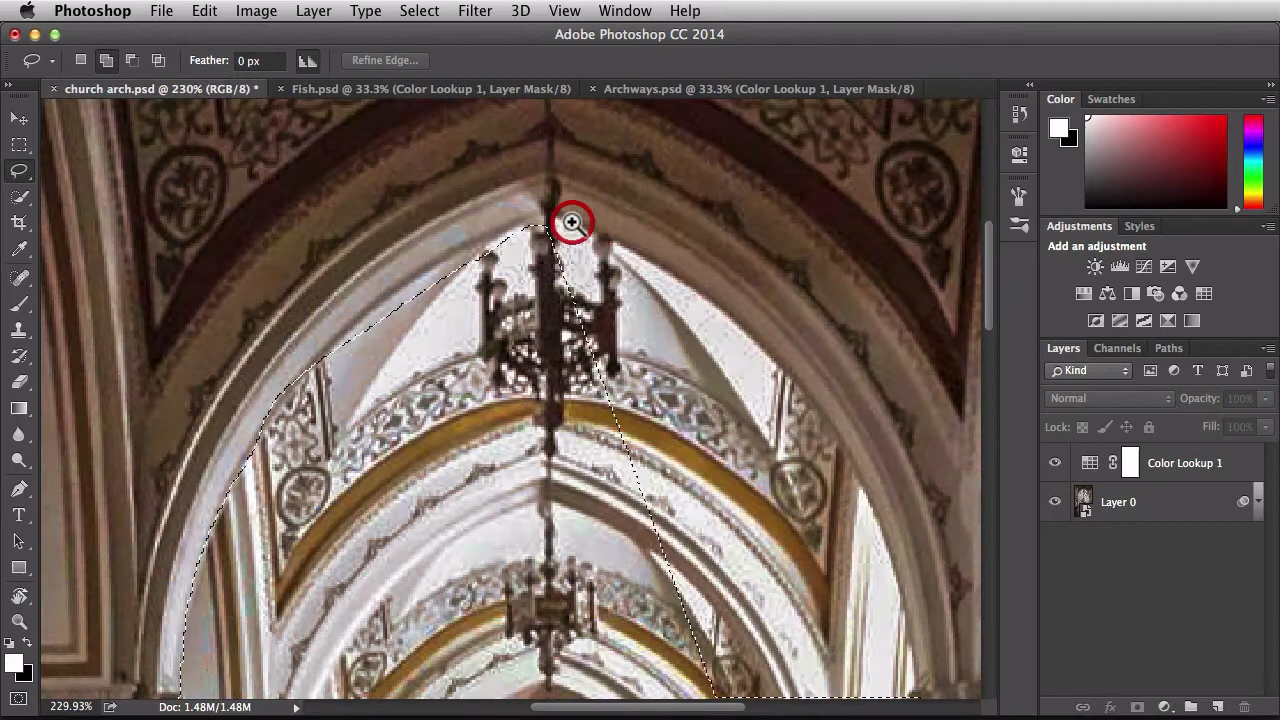 Photoshop File Edit Image Layer Type Select Filter 3D View Window Help
Adobe Photoshop CC 2014
Feather: 0 px Refine Edge...
church arch.psd @ 230% (RGB/8) * Fish.psd @ 33.3% (Color Lookup 1, Layer Mask/8) Archways.psd @ 33.3% (Color Lookup 1, Layer Mask/8)
Color Swatches
Adjustments Styles
Add an adjustment
Layers Channels Paths
Kind
Normal Opacity: 100%
Lock: Fill: 100%
Color Lookup 1
Layer 0
229.93% Doc: 1.48M/1.48M